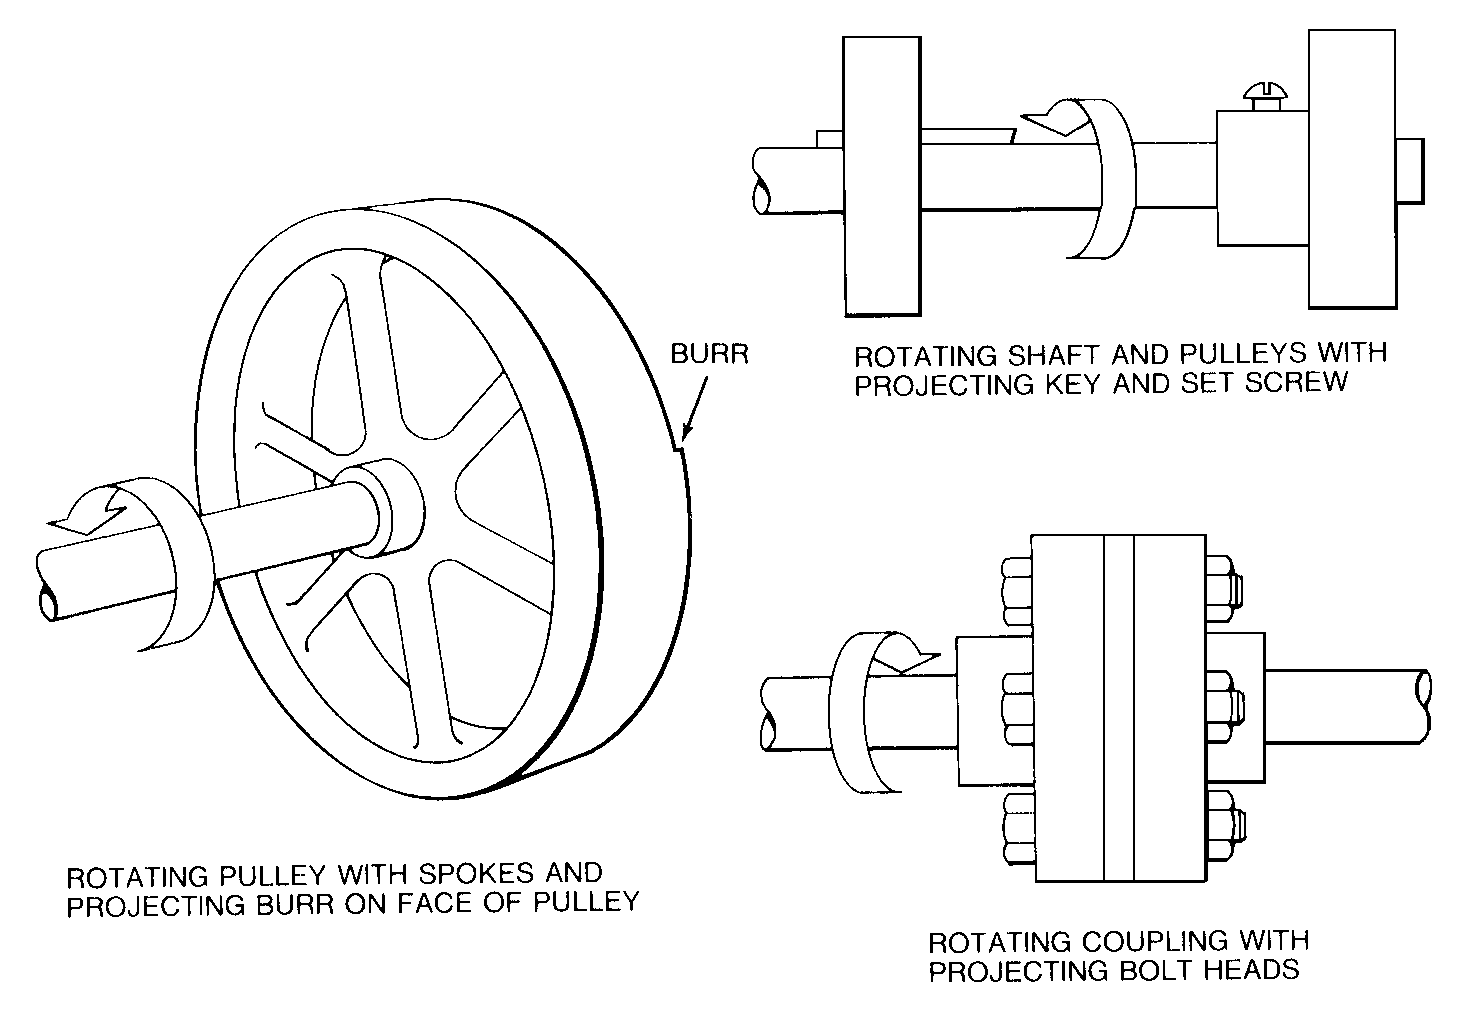 BURR
ROTATING SHAFT AND PULLEYS WITH
PROJECTING KEY AND SET SCREW
ROTATING PULLEY WITH SPOKES AND
PROJECTING BURR ON FACE OF PULLEY
ROTATING COUPLING WITH
PROJECTING BOLT HEADS